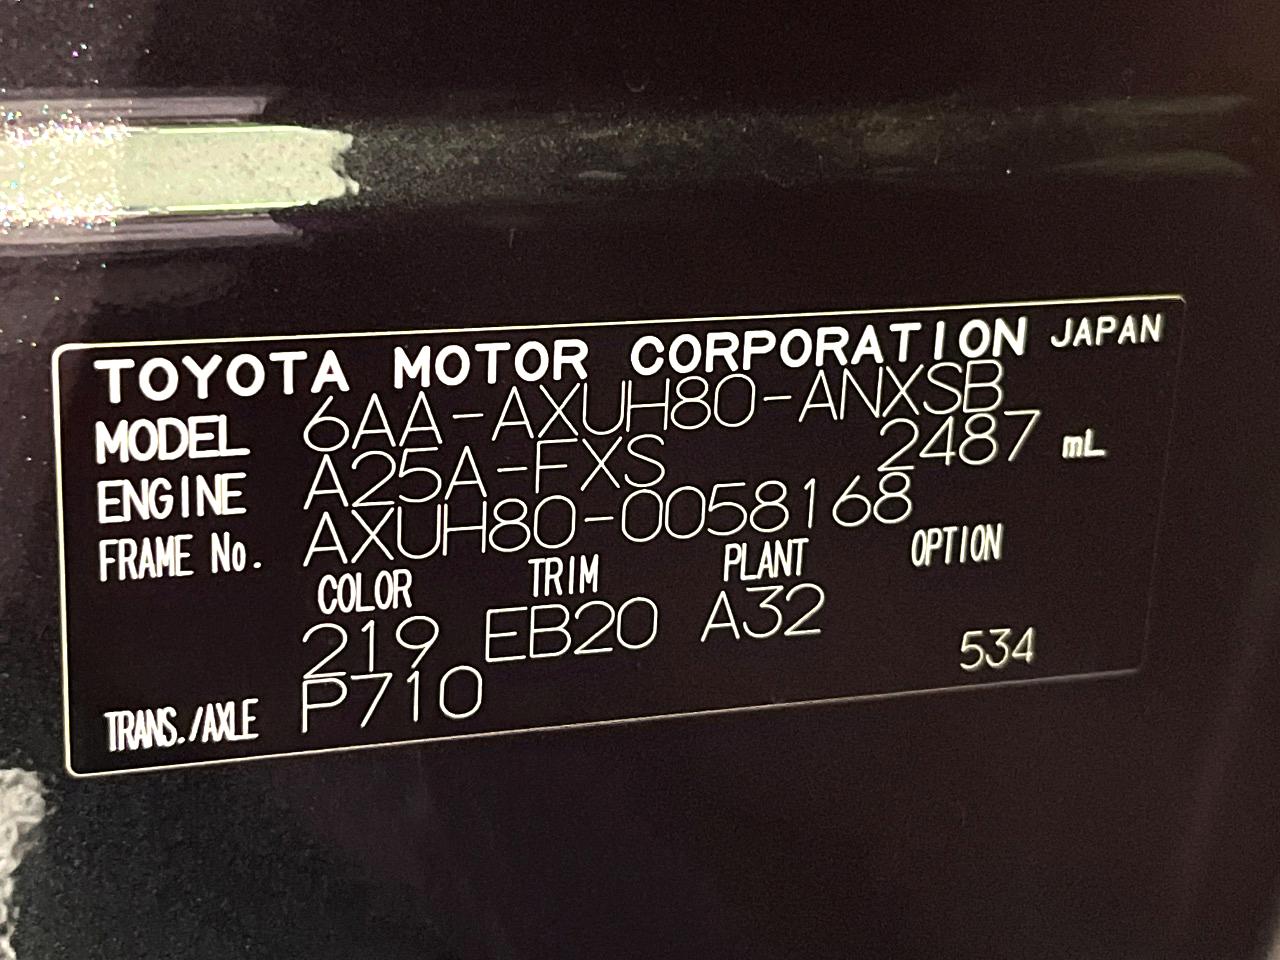 TOYOTA MOTOR CORPORATION JAPAN
MODEL 6AA-AXUH80-ANXSB
ENGINE A25A-FXS 2487 mL
FRAME No. AXUH80-0058168
COLOR TRIM PLANT OPTION
219 EB20 A32
534
TRANS./AXLE P710